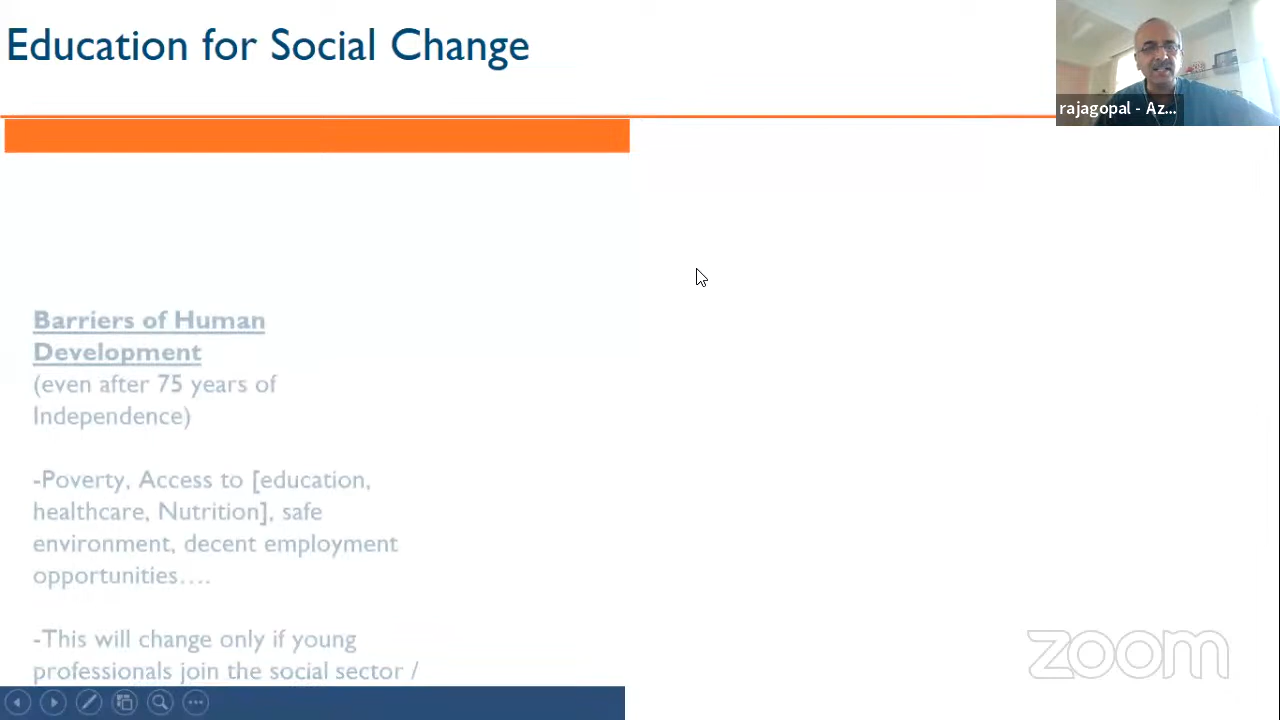 Education for Social Change
rajagopal - Az...
Barriers of Human
Development
(even after 75 years of
Independence)
-Poverty, Access to [education,
healthcare, Nutrition], safe
environment, decent employment
opportunities....
-This will change only if young
professionals join the social sector /
zoom